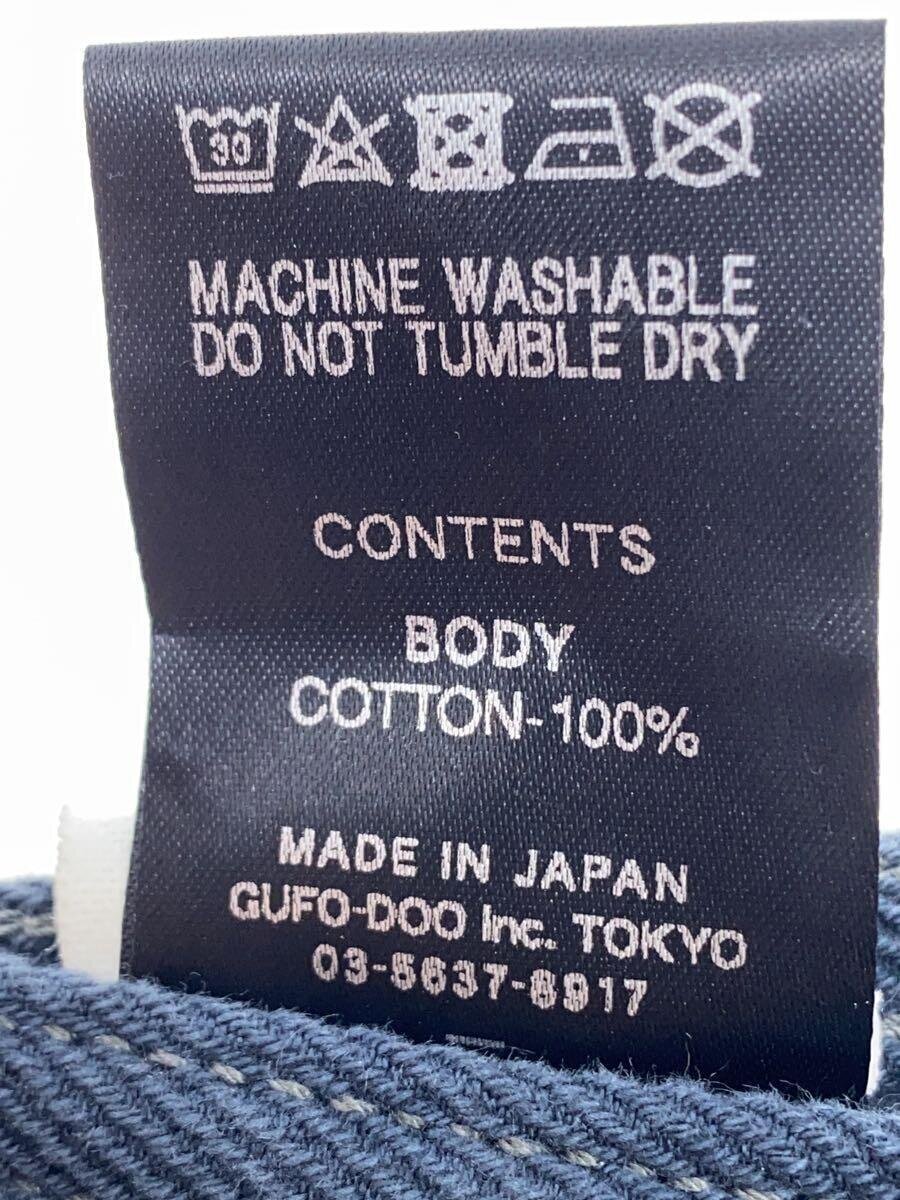 30
MACHINE WASHABLE
DO NOT TUMBLE DRY
CONTENTS
BODY
COTTON-100%
MADE IN JAPAN
GUFO-DOO Inc. TOKYO
03-5637-8917